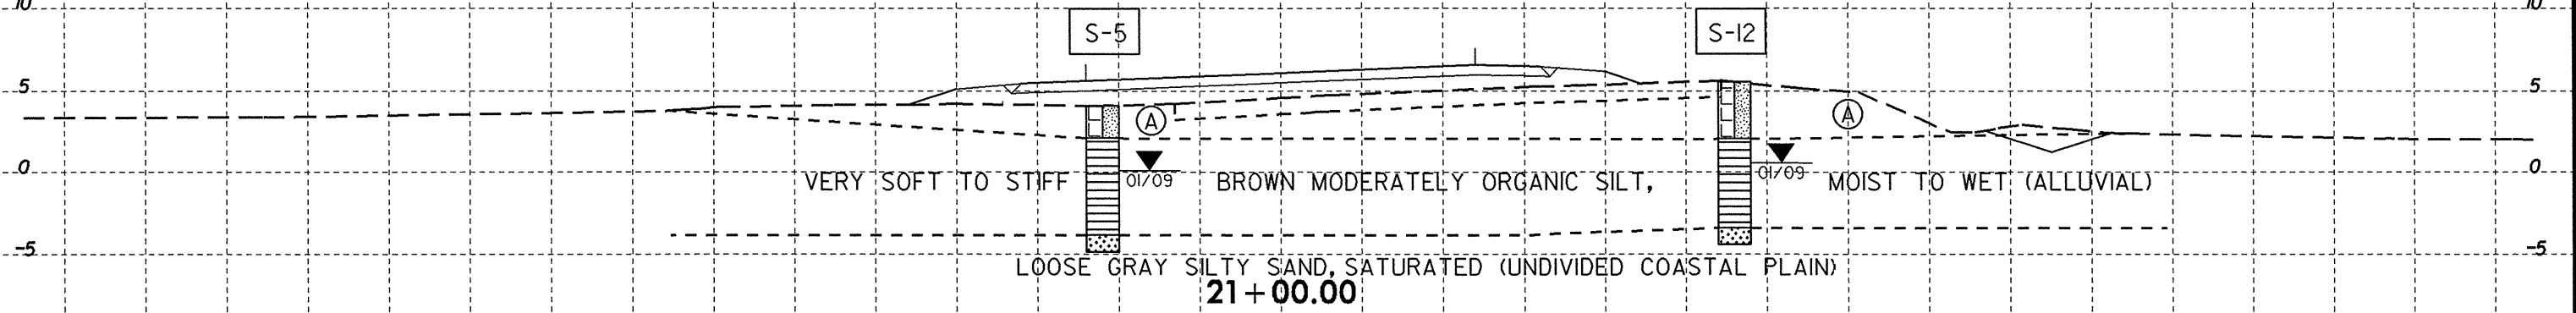 10 10
S-5 S-12
5 5
A A
0 0
01/09 01/09
VERY SOFT TO STIFF BROWN MODERATELY ORGANIC SILT, MOIST TO WET (ALLUVIAL)
-5 -5
LOOSE GRAY SILTY SAND, SATURATED (UNDIVIDED COASTAL PLAIN)
21+00.00